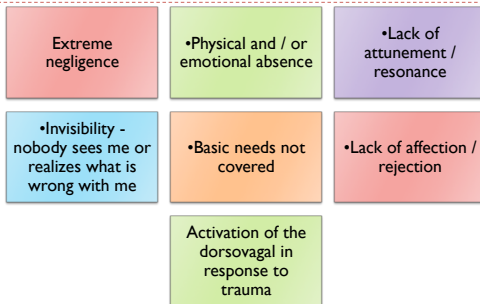 Extreme
negligence
•Physical and / or
emotional absence
•Lack of
attunement /
resonance
•Invisibility -
nobody sees me or
realizes what is
wrong with me
•Basic needs not
covered
•Lack of affection /
rejection
Activation of the
dorsovagal in
response to
trauma